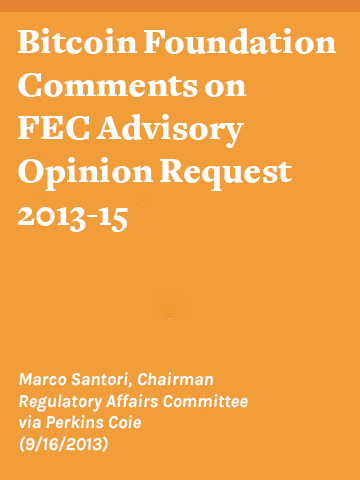 Bitcoin Foundation
Comments on
FEC Advisory
Opinion Request
2013-15
Marco Santori, Chairman
Regulatory Affairs Committee
via Perkins Coie
(9/16/2013)